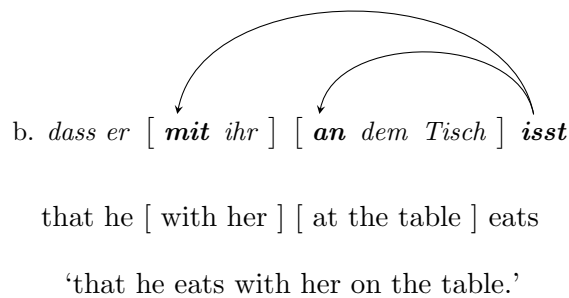 b. dass er [ mit ihr ] [ an dem Tisch ] isst
that he [ with her ] [ at the table ] eats
‘that he eats with her on the table.’